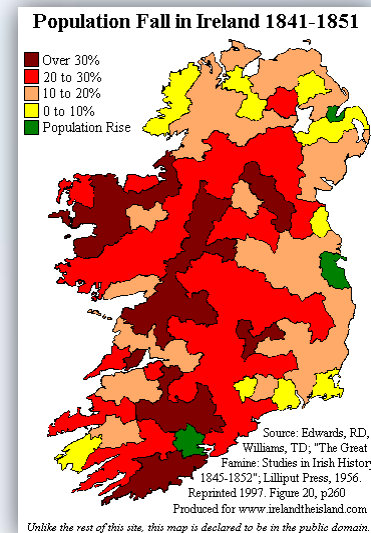 Population Fall in Ireland 1841-1851
Over 30%
20 to 30%
10 to 20%
0 to 10%
Population Rise
Source: Edwards, RD,
Williams, TD; "The Great
Famine: Studies in Irish History
1845-1852"; Lilliput Press, 1956.
Reprinted 1997. Figure 20, p260
Produced for www.irelandtheisland.com
Unlike the rest of this site, this map is declared to be in the public domain.